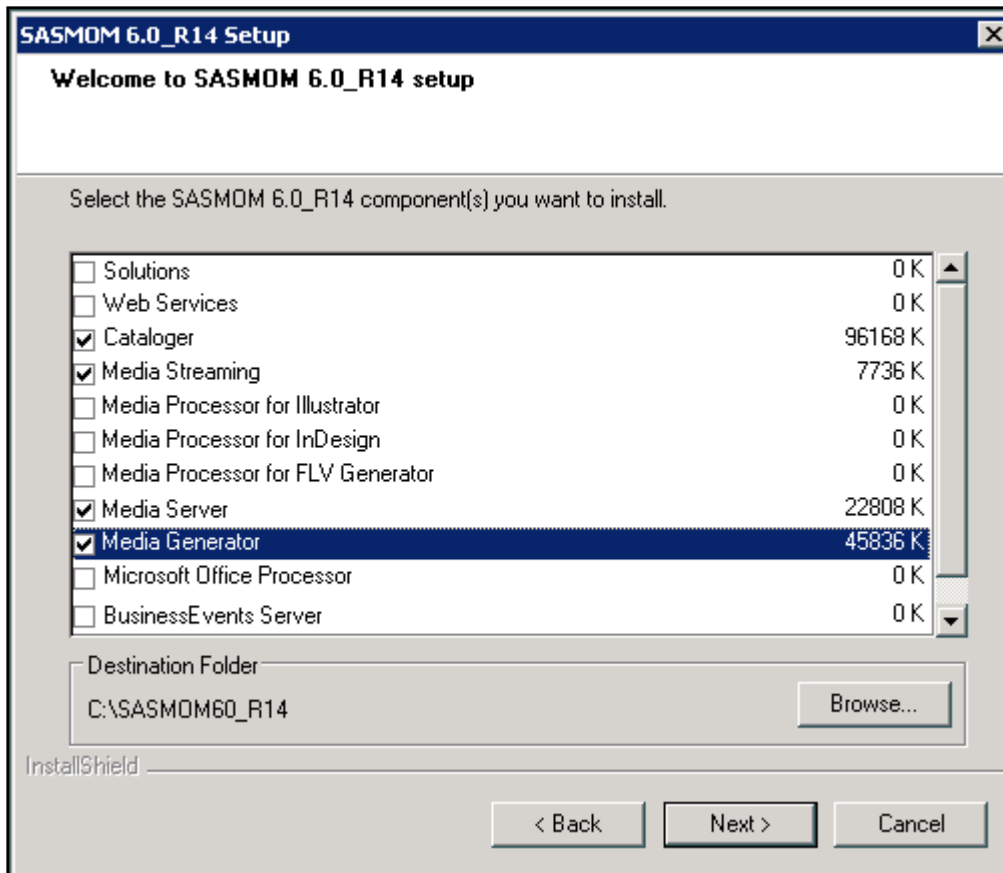 SASMOM 6.0_R14 Setup
Welcome to SASMOM 6.0_R14 setup
Select the SASMOM 6.0_R14 component(s) you want to install.
Solutions 0 K
Web Services 0 K
Cataloger 96168 K
Media Streaming 7736 K
Media Processor for Illustrator 0 K
Media Processor for InDesign 0 K
Media Processor for FLV Generator 0 K
Media Server 22808 K
Media Generator 45836 K
Microsoft Office Processor 0 K
BusinessEvents Server 0 K
Destination Folder
C:\SASMOM60_R14
Browse...
InstallShield
< Back Next > Cancel